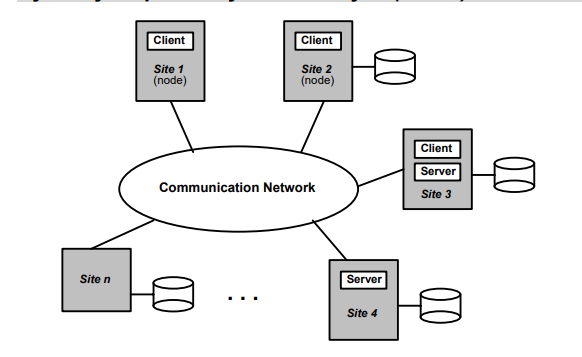 Client
Site 1
(node)
Client
Site 2
(node)
Client
Server
Site 3
Communication Network
Site n
. . .
Server
Site 4